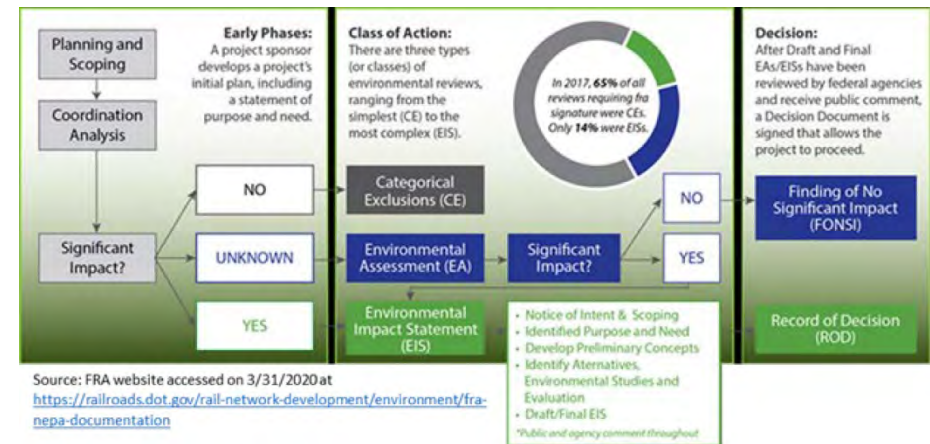 Planning and
Scoping
Coordination
Analysis
Significant
Impact?
Early Phases:
A project sponsor
develops a project's
initial plan, including
a statement of
purpose and need.
NO
UNKNOWN
YES
Class of Action:
There are three types
(or classes) of
environmental reviews,
ranging from the
simplest (CE) to the
most complex (EIS).
In 2017, 65% of all
reviews requiring fra
signature were CEs.
Only 14% were EISs.
Categorical
Exclusions (CE)
Environmental
Assessment (EA)
Significant
Impact?
NO
YES
Environmental
Impact Statement
(EIS)
• Notice of Intent & Scoping
• Identified Purpose and Need
• Develop Preliminary Concepts
• Identify Aternatives,
Environmental Studies and
Evaluation
• Draft/Final EIS
*Public and agency comment throughout
Decision:
After Draft and Final
EAs/EISs have been
reviewed by federal agencies
and receive public comment,
a Decision Document is
signed that allows the
project to proceed.
Finding of No
Significant Impact
(FONSI)
Record of Decision
(ROD)
Source: FRA website accessed on 3/31/2020 at
https://railroads.dot.gov/rail-network-development/environment/fra-
nepa-documentation